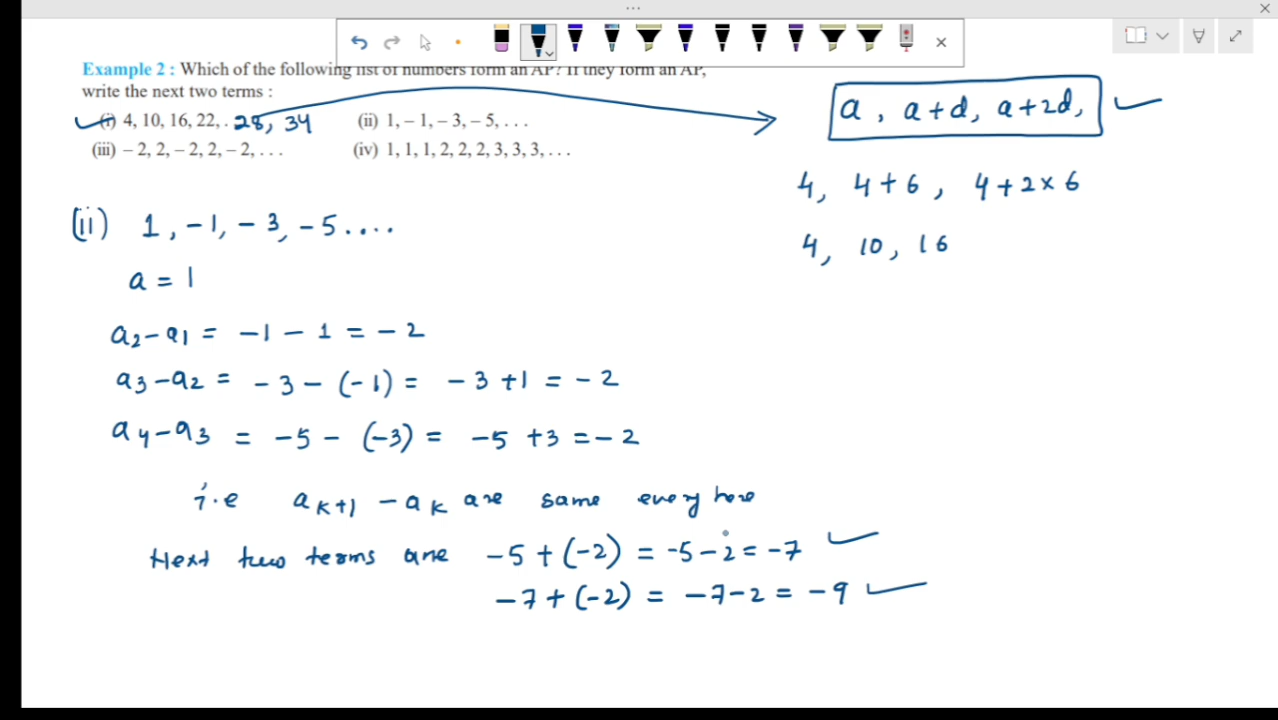 Example 2 : Which of the following list of numbers form an AP? If they form an AP,
write the next two terms :
(i) 4, 10, 16, 22, . 28, 34 (ii) 1, – 1, – 3, – 5, . . .
(iii) – 2, 2, – 2, 2, – 2, . . . (iv) 1, 1, 1, 2, 2, 2, 3, 3, 3, . . .
a, a+d, a+2d,
4, 4+6, 4+2×6
4, 10, 16
(ii) 1, -1, -3, -5....
a = 1
a2-a1 = -1 - 1 = -2
a3-a2 = -3-(-1) = -3+1 = -2
a4-a3 = -5 - (-3) = -5+3 = -2
i.e aK+1 - aK are same every here
Next two terms are -5+(-2) = -5-2 = -7
-7+(-2) = -7-2 = -9